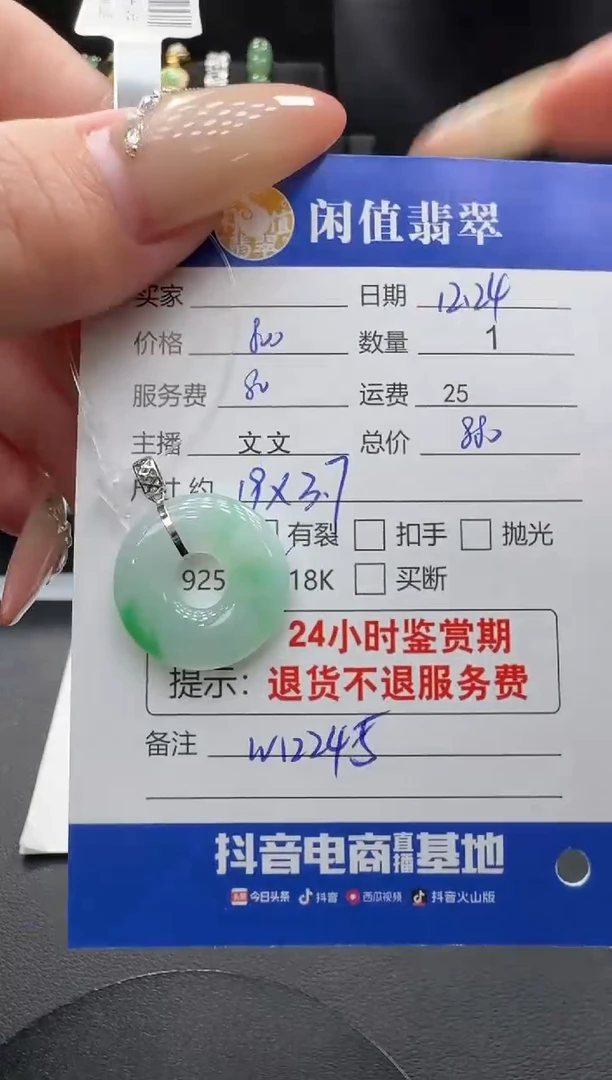 闲值翡翠
买家 日期 12.24
价格 800 数量 1
服务费 80 运费 25
主播 文文 总价
尺寸约 19X3.7
有裂 扣手 抛光
925 18K 买断
24小时鉴赏期
提示: 退货不退服务费
备注 W1224
抖音电商直播基地
头条 今日头条 抖音 西瓜视频 抖音火山版